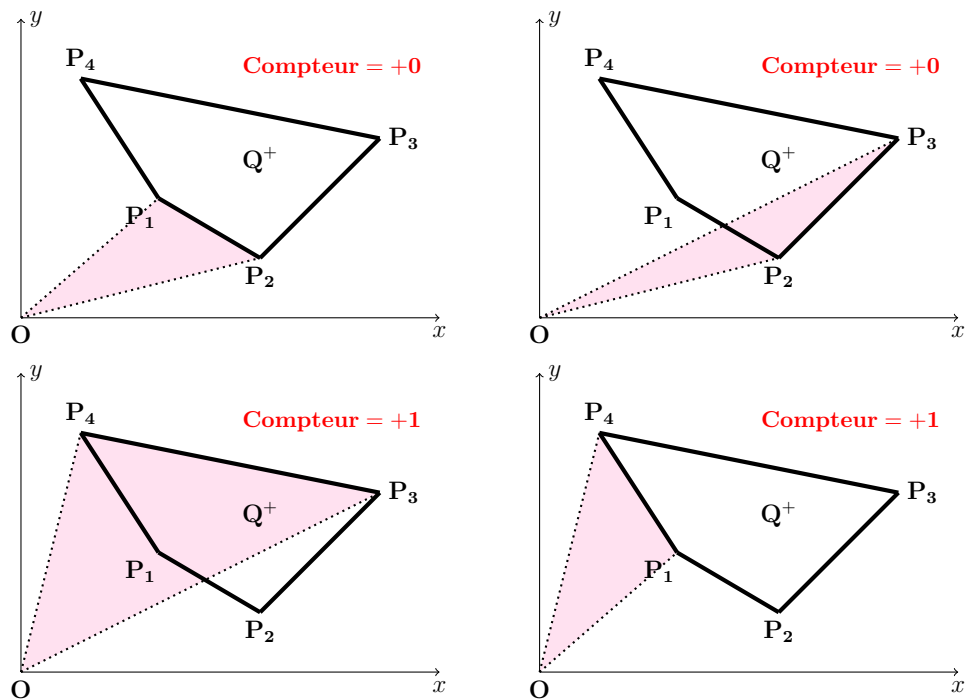 y
P₄
Compteur = +0
P₃
Q⁺
P₁
P₂
O
x
y
P₄
Compteur = +0
P₃
Q⁺
P₁
P₂
O
x
y
P₄
Compteur = +1
P₃
Q⁺
P₁
P₂
O
x
y
P₄
Compteur = +1
P₃
Q⁺
P₁
P₂
O
x